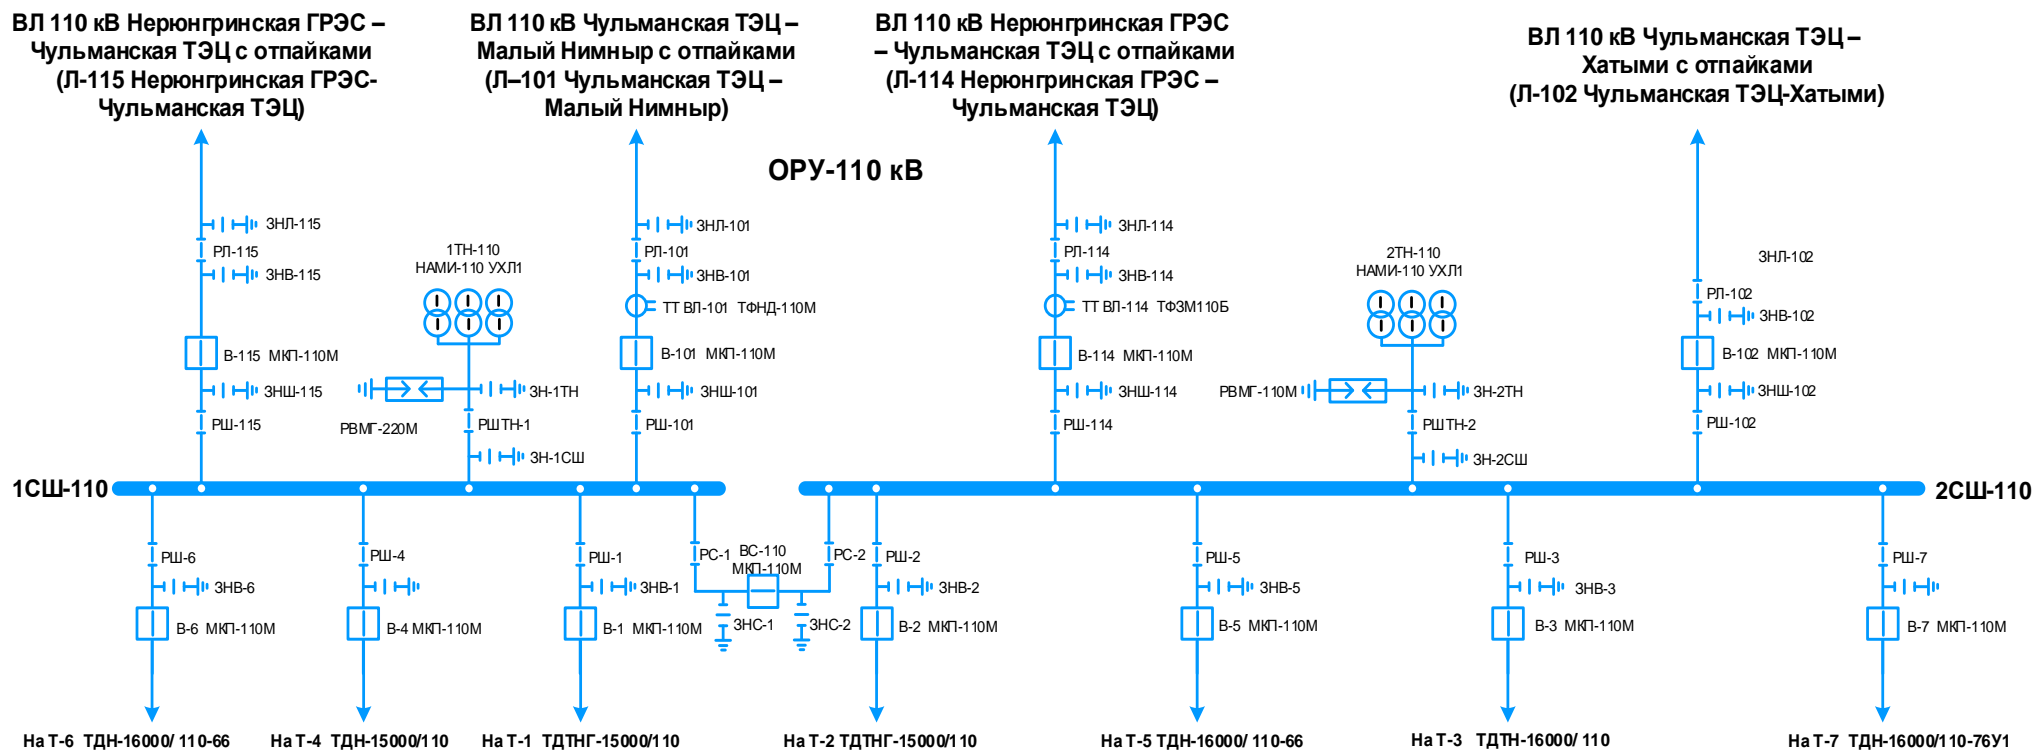 ВЛ 110 кВ Нерюнгринская ГРЭС –
Чульманская ТЭЦ с отпайками
(Л-115 Нерюнгринская ГРЭС-
Чульманская ТЭЦ)
ВЛ 110 кВ Чульманская ТЭЦ –
Малый Нимныр с отпайками
(Л–101 Чульманская ТЭЦ –
Малый Нимныр)
ВЛ 110 кВ Нерюнгринская ГРЭС
– Чульманская ТЭЦ с отпайками
(Л-114 Нерюнгринская ГРЭС –
Чульманская ТЭЦ)
ВЛ 110 кВ Чульманская ТЭЦ –
Хатыми с отпайками
(Л-102 Чульманская ТЭЦ-Хатыми)
ОРУ-110 кВ
ЗНЛ-115
РЛ-115
ЗНВ-115
В-115 МКП-110М
ЗНШ-115
РШ-115
1ТН-110
НАМИ-110 УХЛ1
ЗН-1ТН
РВМГ-220М
РШТН-1
ЗН-1СШ
ЗНЛ-101
РЛ-101
ЗНВ-101
ТТ ВЛ-101 ТФНД-110М
В-101 МКП-110М
ЗНШ-101
РШ-101
ЗНЛ-114
РЛ-114
ЗНВ-114
ТТ ВЛ-114 ТФЗМ110Б
В-114 МКП-110М
ЗНШ-114
РШ-114
2ТН-110
НАМИ-110 УХЛ1
РВМГ-110М
ЗН-2ТН
РШТН-2
ЗН-2СШ
ЗНЛ-102
РЛ-102
ЗНВ-102
В-102 МКП-110М
ЗНШ-102
РШ-102
1СШ-110
2СШ-110
РШ-6
ЗНВ-6
В-6 МКП-110М
РШ-4
В-4 МКП-110М
РШ-1
ЗНВ-1
В-1 МКП-110М
РС-1
ВС-110
МКП-110М
РС-2
ЗНС-1
ЗНС-2
РШ-2
ЗНВ-2
В-2 МКП-110М
РШ-5
ЗНВ-5
В-5 МКП-110М
РШ-3
ЗНВ-3
В-3 МКП-110М
РШ-7
В-7 МКП-110М
На Т-6 ТДН-16000/ 110-66
На Т-4 ТДН-15000/110
На Т-1 ТДТНГ-15000/110
На Т-2 ТДТНГ-15000/110
На Т-5 ТДН-16000/ 110-66
На Т-3 ТДТН-16000/ 110
На Т-7 ТДН-16000/110-76У1